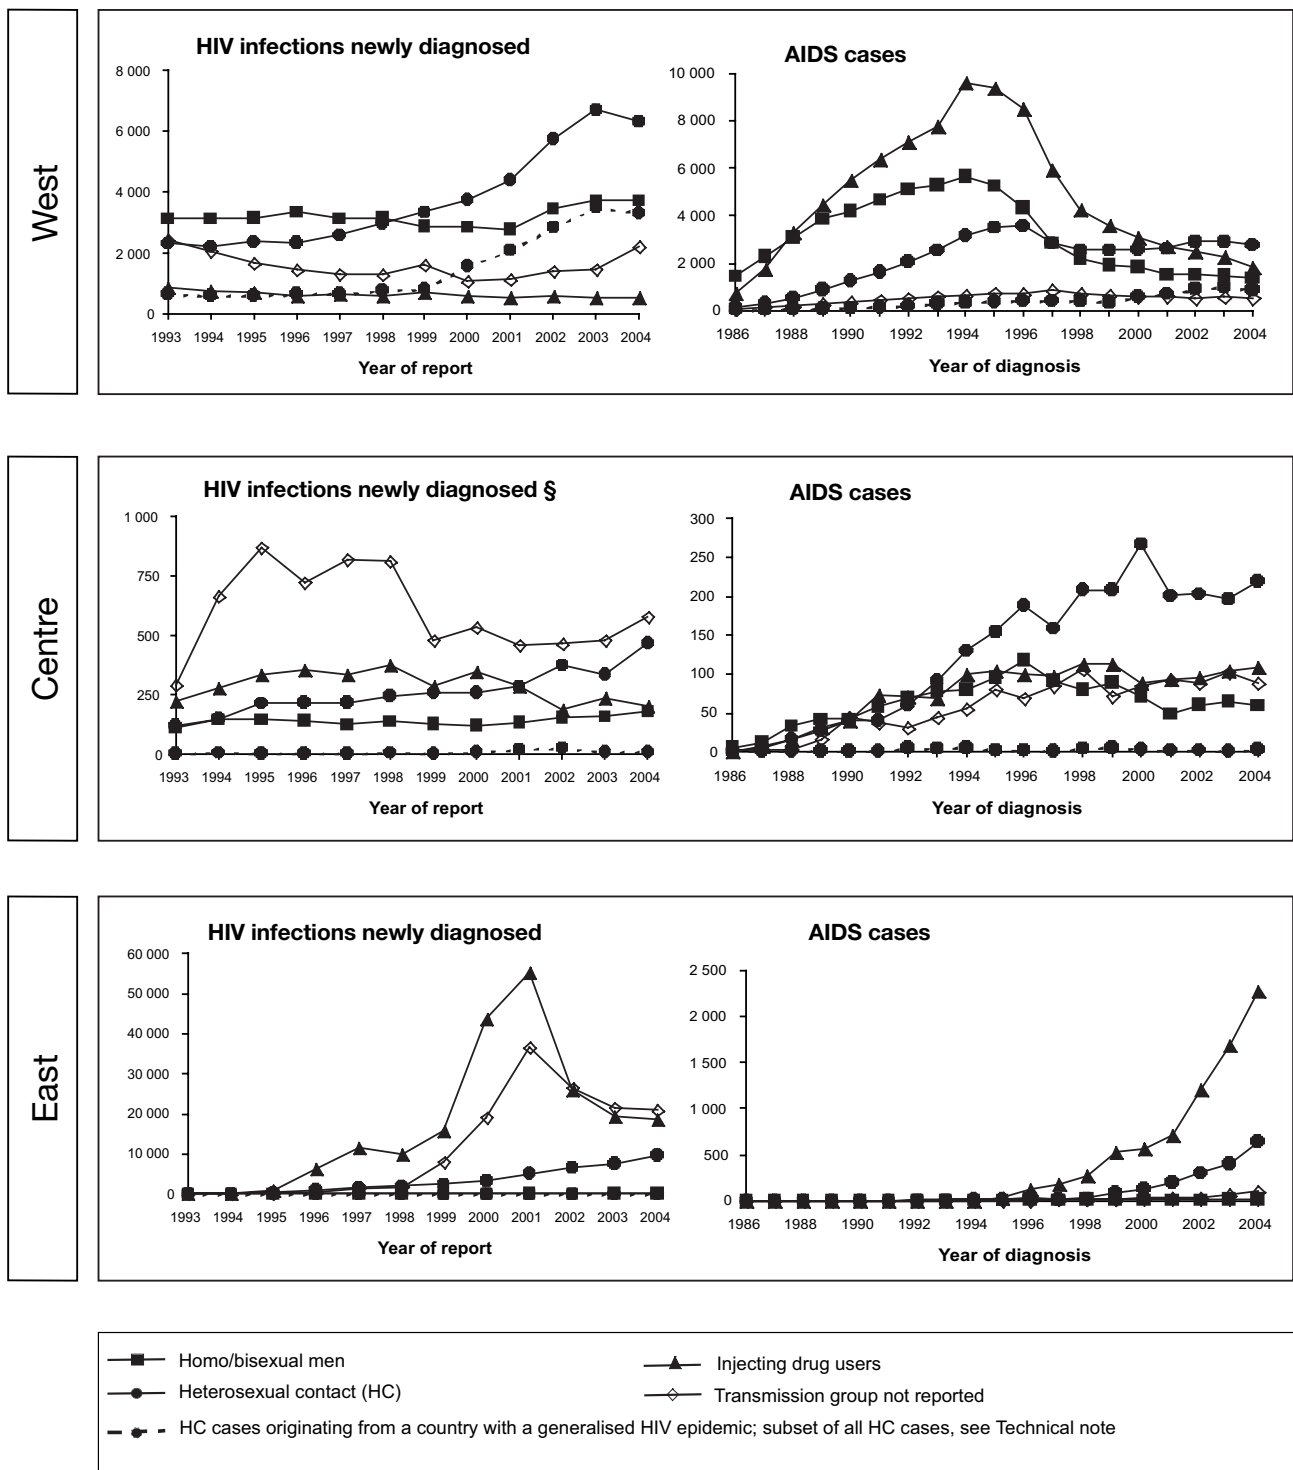 West
HIV infections newly diagnosed
8 000
6 000
4 000
2 000
0
1993 1994 1995 1996 1997 1998 1999 2000 2001 2002 2003 2004
Year of report
AIDS cases
10 000
8 000
6 000
4 000
2 000
0
1986 1988 1990 1992 1994 1996 1998 2000 2002 2004
Year of diagnosis
Centre
HIV infections newly diagnosed §
1 000
750
500
250
0
1993 1994 1995 1996 1997 1998 1999 2000 2001 2002 2003 2004
Year of report
AIDS cases
300
250
200
150
100
50
0
1986 1988 1990 1992 1994 1996 1998 2000 2002 2004
Year of diagnosis
East
HIV infections newly diagnosed
60 000
50 000
40 000
30 000
20 000
10 000
0
1993 1994 1995 1996 1997 1998 1999 2000 2001 2002 2003 2004
Year of report
AIDS cases
2 500
2 000
1 500
1 000
500
0
1986 1988 1990 1992 1994 1996 1998 2000 2002 2004
Year of diagnosis
Homo/bisexual men
Injecting drug users
Heterosexual contact (HC)
Transmission group not reported
HC cases originating from a country with a generalised HIV epidemic; subset of all HC cases, see Technical note